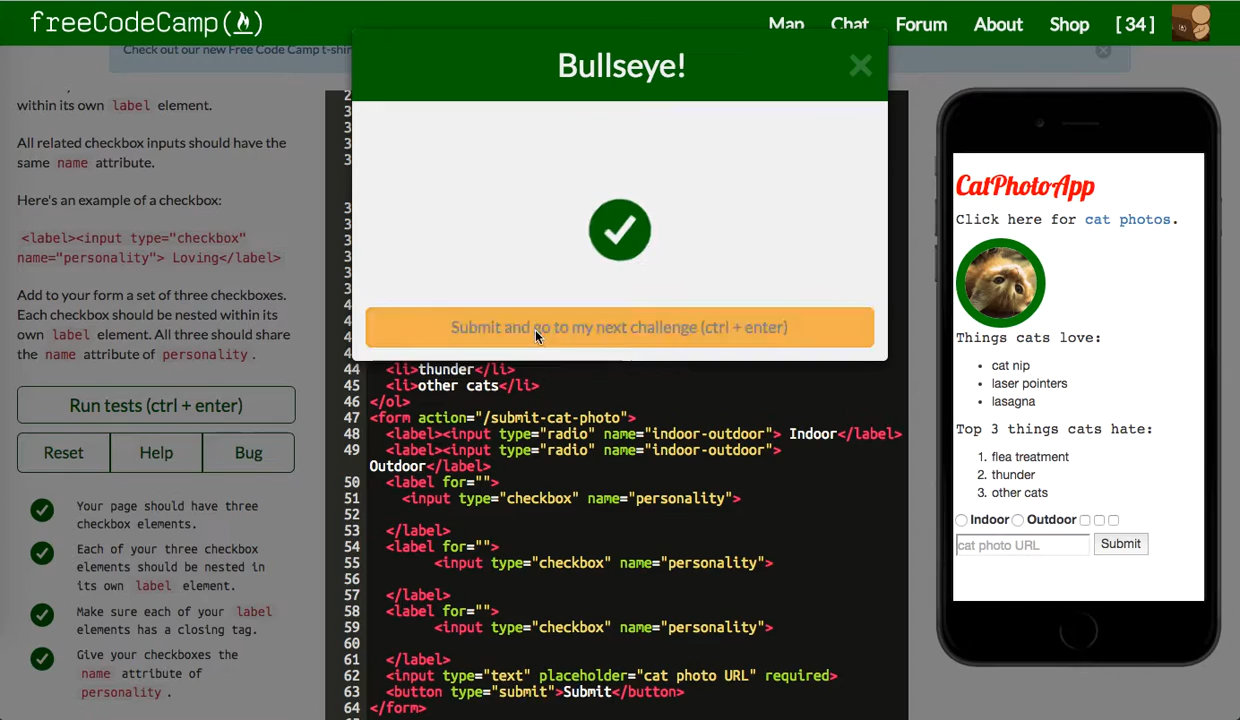 freeCodeCamp
Map Chat Forum About Shop [ 34 ]
Check out our new Free Code Camp t-shir
Bullseye!
within its own label element.
All related checkbox inputs should have the
same name attribute.
Here's an example of a checkbox:
<label><input type="checkbox"
name="personality"> Loving</label>
Add to your form a set of three checkboxes.
Each checkbox should be nested within its
own label element. All three should share
the name attribute of personality .
Run tests (ctrl + enter)
Reset Help Bug
Your page should have three
checkbox elements.
Each of your three checkbox
elements should be nested in
its own label element.
Make sure each of your label
elements has a closing tag.
Give your checkboxes the
name attribute of
personality .
Submit and go to my next challenge (ctrl + enter)
44 <li>thunder</li>
45 <li>other cats</li>
46 </ol>
47 <form action="/submit-cat-photo">
48 <label><input type="radio" name="indoor-outdoor"> Indoor</label>
49 <label><input type="radio" name="indoor-outdoor">
Outdoor</label>
50 <label for="">
51 <input type="checkbox" name="personality">
52
53 </label>
54 <label for="">
55 <input type="checkbox" name="personality">
56
57 </label>
58 <label for="">
59 <input type="checkbox" name="personality">
60
61 </label>
62 <input type="text" placeholder="cat photo URL" required>
63 <button type="submit">Submit</button>
64 </form>
CatPhotoApp
Click here for cat photos.
Things cats love:
cat nip
laser pointers
lasagna
Top 3 things cats hate:
1. flea treatment
2. thunder
3. other cats
Indoor Outdoor
cat photo URL Submit